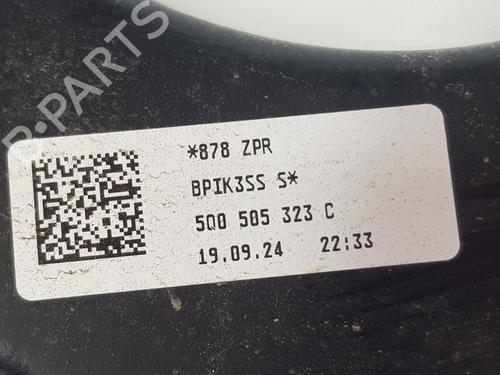 *878 ZPR
BPIK3SS S*
5Q0 505 323 C
19.09.24 22:33
B-PARTS